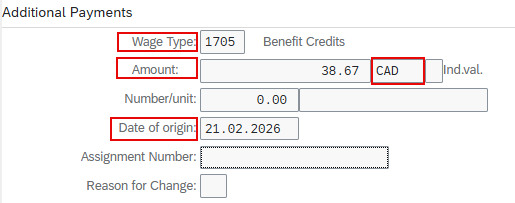 Additional Payments
Wage Type: 1705 Benefit Credits
Amount: 38.67 CAD Ind.val.
Number/unit: 0.00
Date of origin: 21.02.2026
Assignment Number:
Reason for Change: